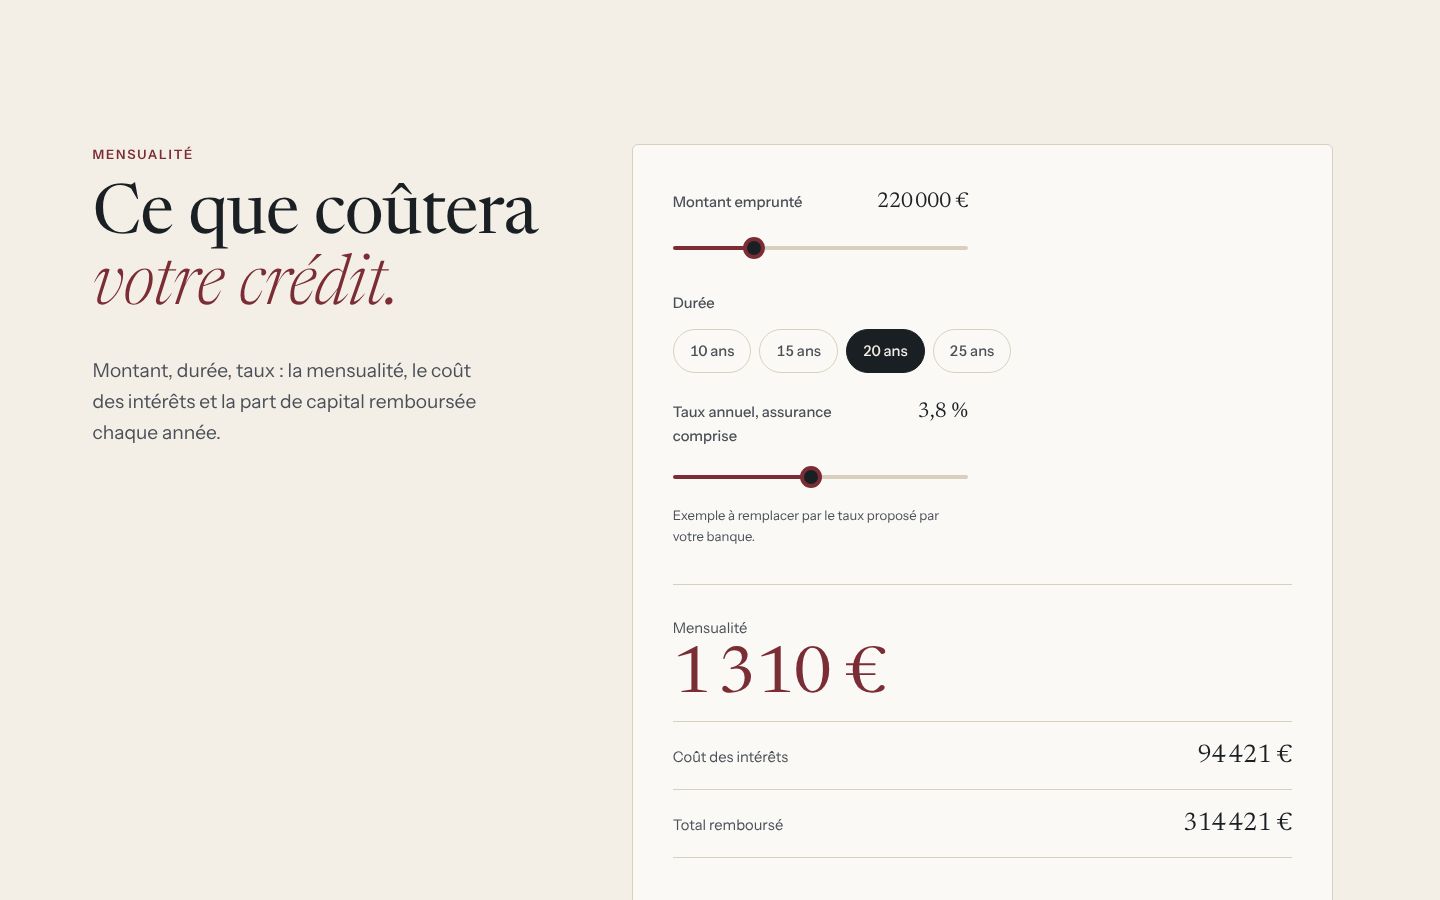 MENSUALITÉ
Ce que coûtera
votre crédit.
Montant, durée, taux : la mensualité, le coût
des intérêts et la part de capital remboursée
chaque année.
Montant emprunté 220 000 €
Durée
10 ans 15 ans 20 ans 25 ans
Taux annuel, assurance 3,8 %
comprise
Exemple à remplacer par le taux proposé par
votre banque.
Mensualité
1 310 €
Coût des intérêts 94 421 €
Total remboursé 314 421 €